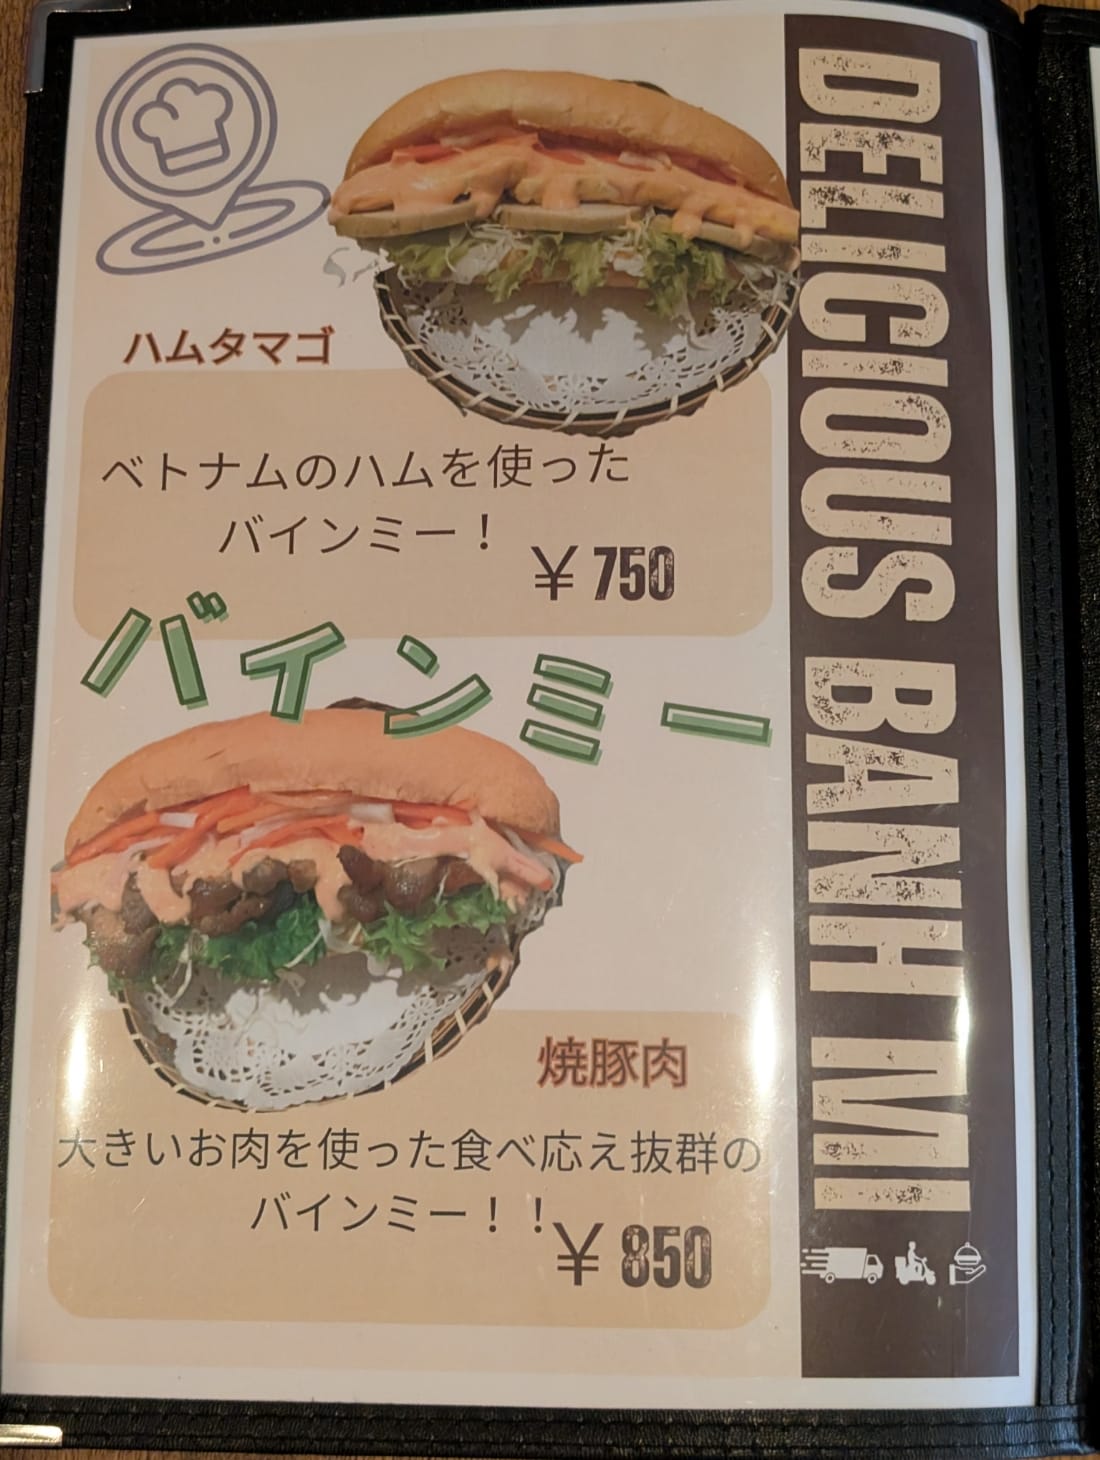 ハムタマゴ
ベトナムのハムを使った
バインミー！
￥750
バインミー
焼豚肉
大きいお肉を使った食べ応え抜群の
バインミー！！
￥850
DELICIOUS BANH MI